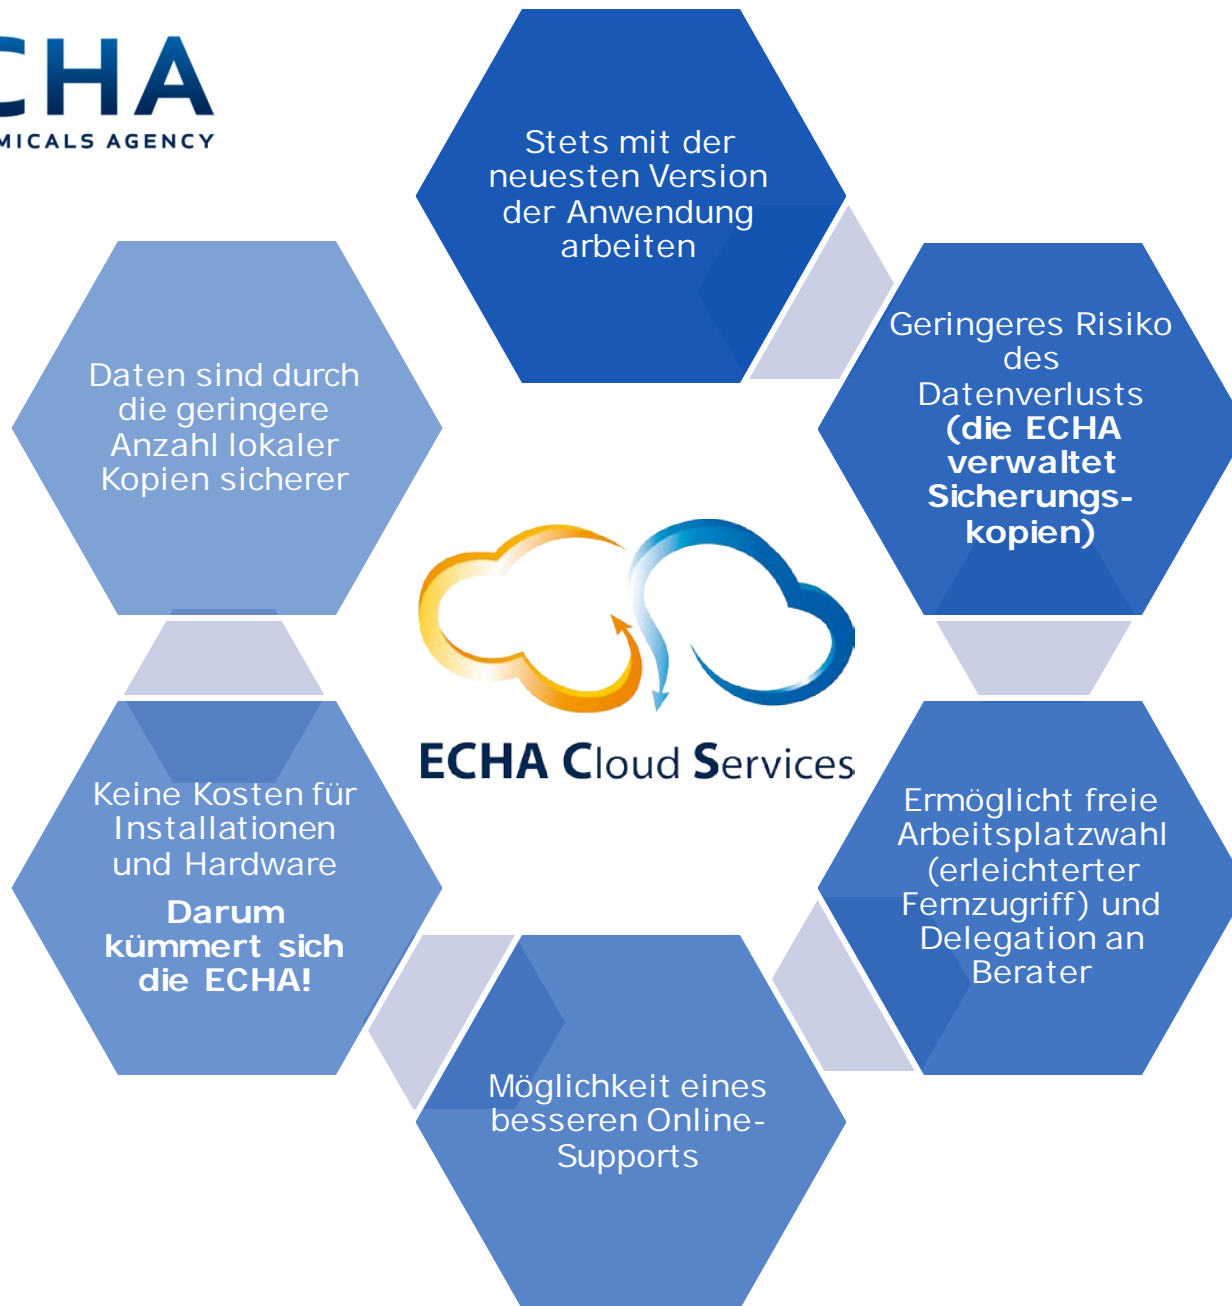 CHA
MICALS AGENCY
Stets mit der
neuesten Version
der Anwendung
arbeiten
Geringeres Risiko
des
Datenverlusts
(die ECHA
verwaltet
Sicherungs-
kopien)
Ermöglicht freie
Arbeitsplatzwahl
(erleichterter
Fernzugriff) und
Delegation an
Berater
Möglichkeit eines
besseren Online-
Supports
Keine Kosten für
Installationen
und Hardware
Darum
kümmert sich
die ECHA!
Daten sind durch
die geringere
Anzahl lokaler
Kopien sicherer
ECHA Cloud Services